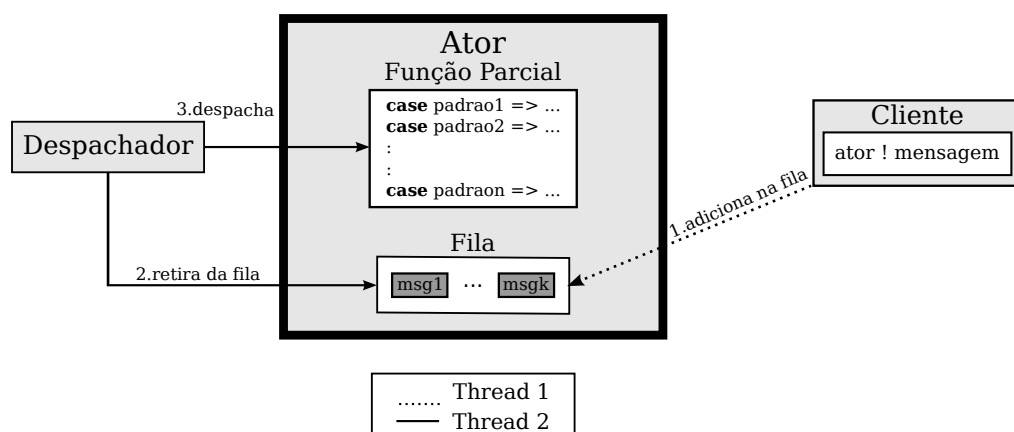 Ator
Função Parcial
case padrao1 => ...
case padrao2 => ...
:
:
case padraon => ...
3.despacha
Despachador
Cliente
ator ! mensagem
1.adiciona na fila
Fila
2.retira da fila
msg1 ... msgk
Thread 1
Thread 2